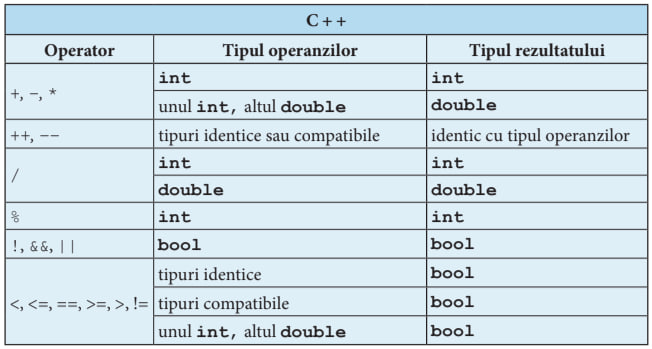 C + +
Operator Tipul operanzilor Tipul rezultatului
+, −, * int int
unul int, altul double double
++, −− tipuri identice sau compatibile identic cu tipul operanzilor
/ int int
double double
% int int
!, &&, || bool bool
<, <=, ==, >=, >, != tipuri identice bool
tipuri compatibile bool
unul int, altul double bool